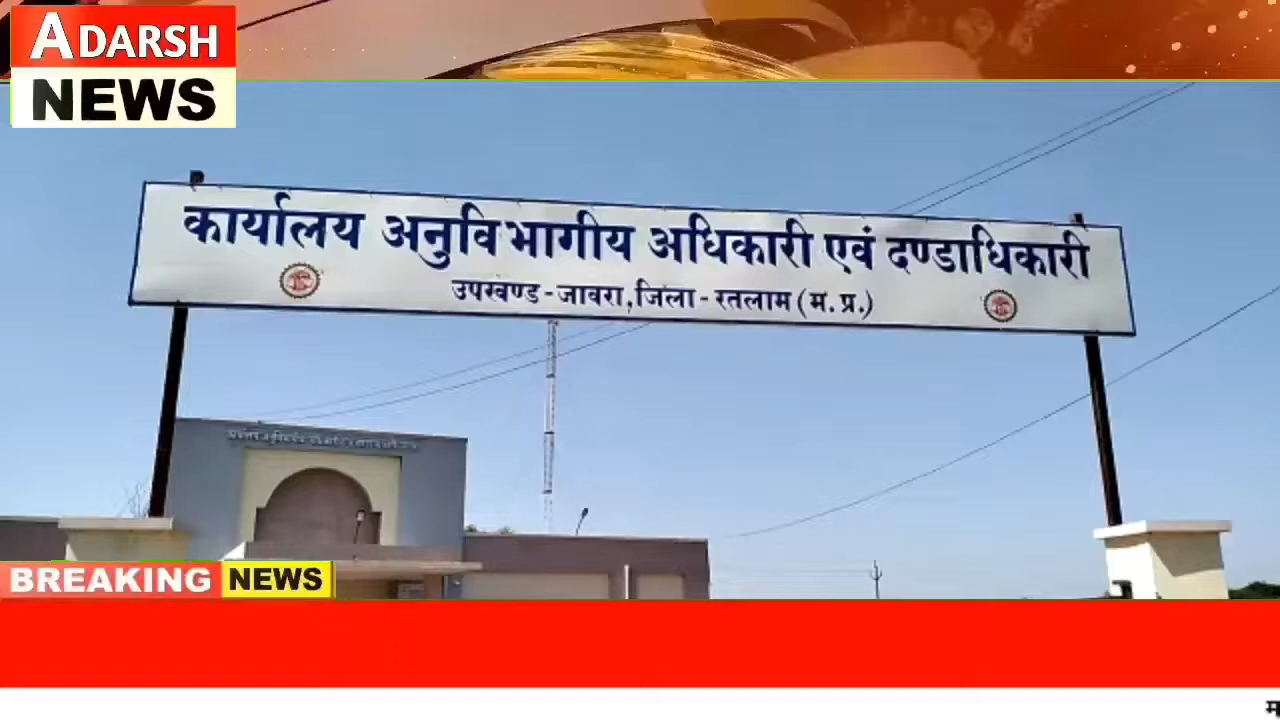 ADARSH
NEWS
कार्यालय अनुविभागीय अधिकारी एवं दण्डाधिकारी
उपखण्ड-जावरा,जिला-रतलाम(म.प्र.)
BREAKING NEWS